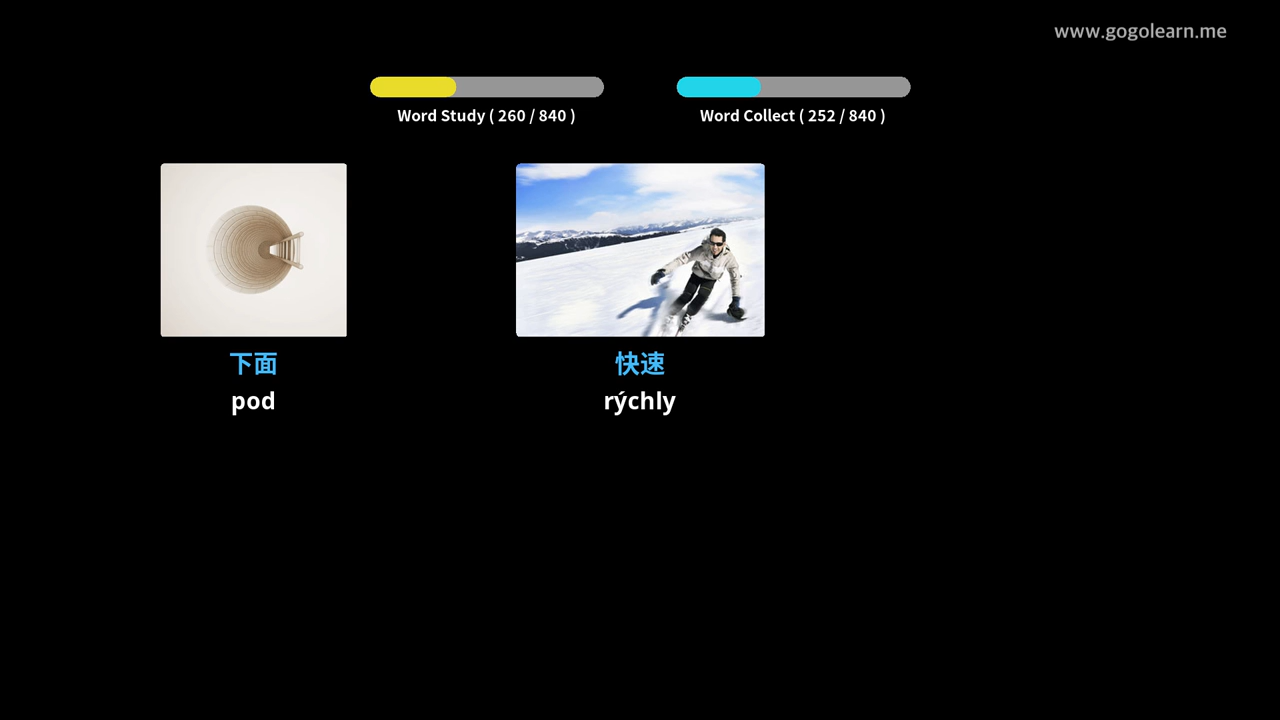 www.gogolearn.me
Word Study ( 260 / 840 )
Word Collect ( 252 / 840 )
下面
pod
快速
rýchly